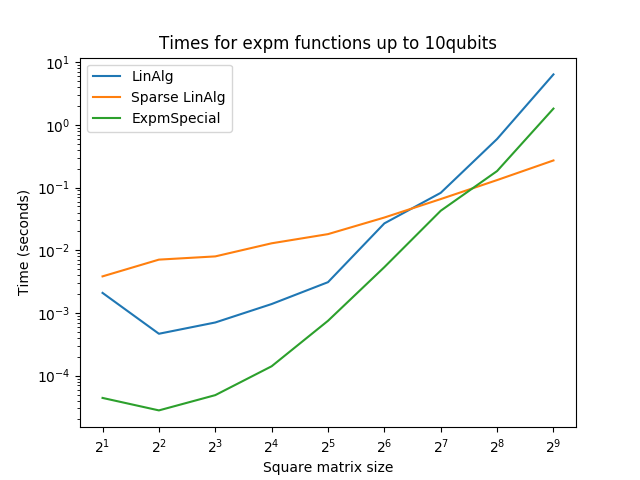 Times for expm functions up to 10qubits
LinAlg
Sparse LinAlg
ExpmSpecial
10¹
10⁰
10⁻¹
10⁻²
10⁻³
10⁻⁴
Time (seconds)
2¹ 2² 2³ 2⁴ 2⁵ 2⁶ 2⁷ 2⁸ 2⁹
Square matrix size